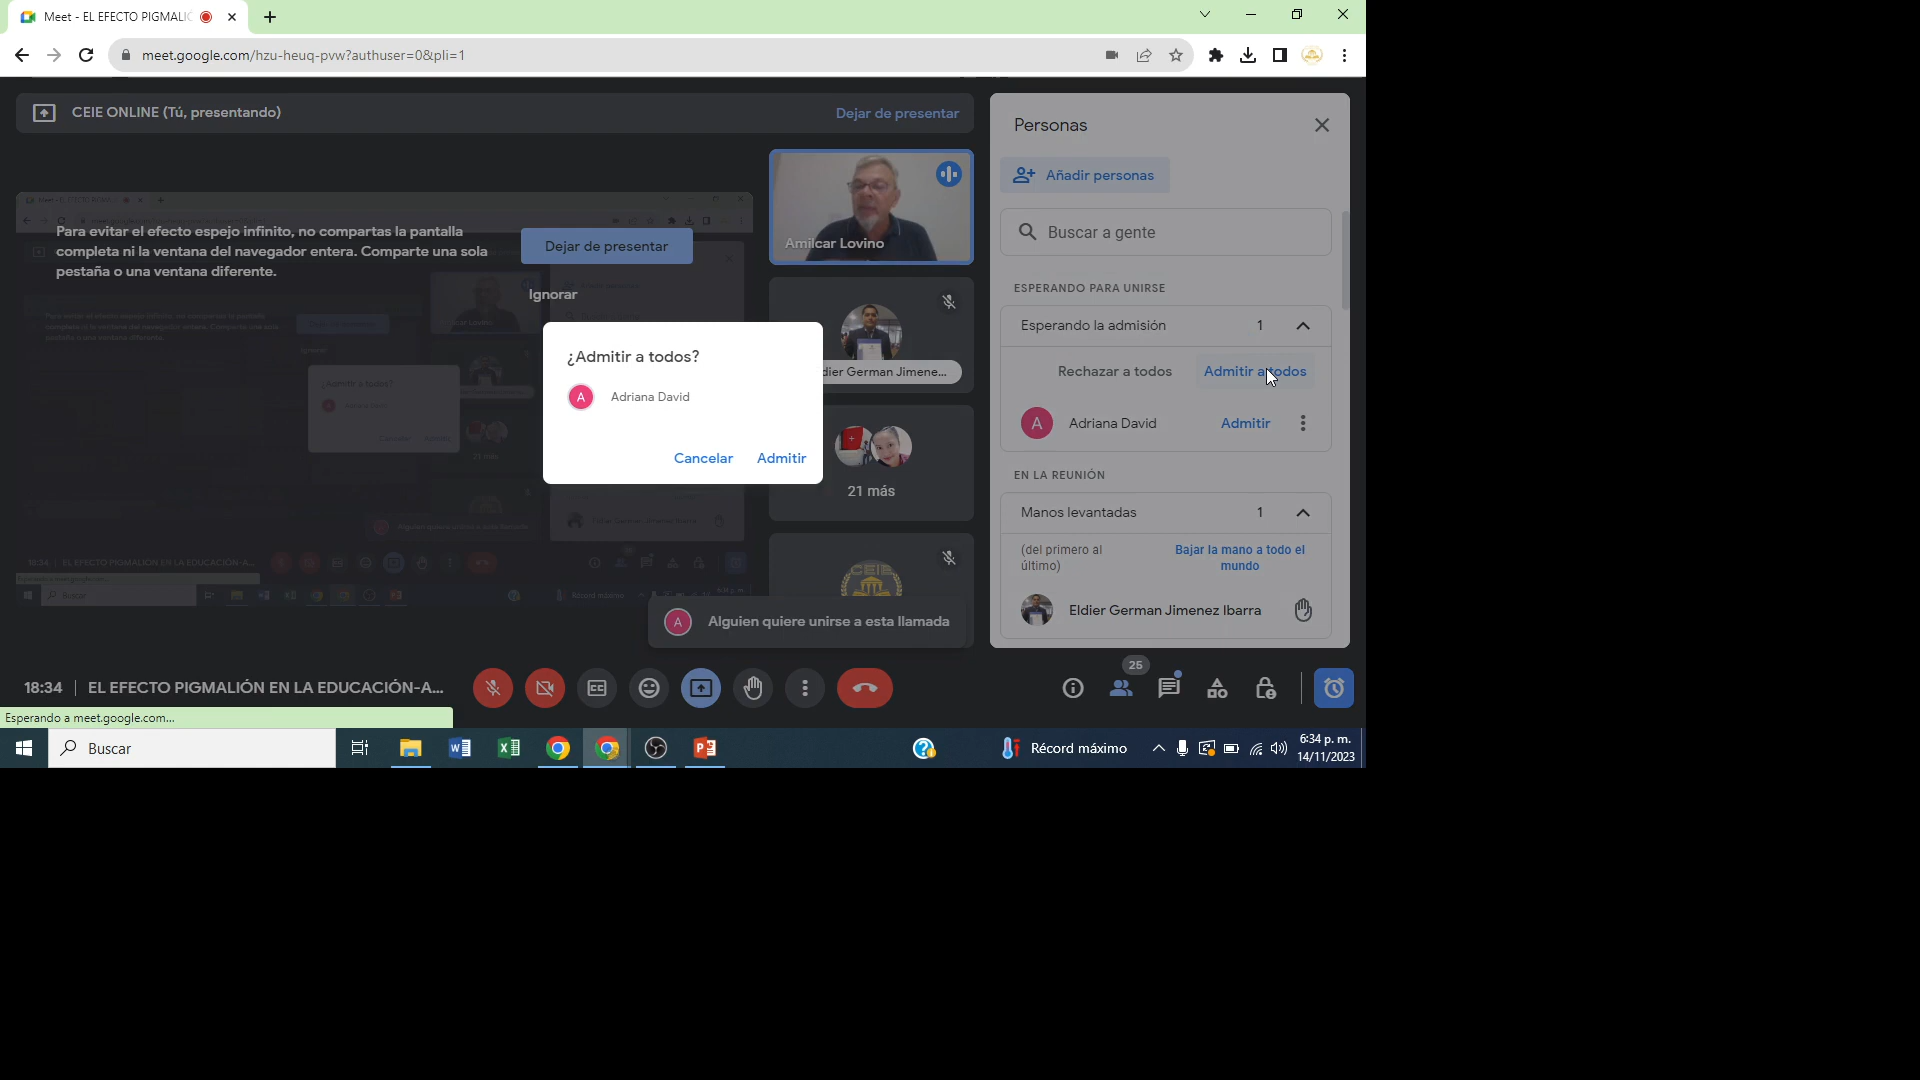 Meet - EL EFECTO PIGMALIÓ
meet.google.com/hzu-heuq-pvw?authuser=0&pli=1
CEIE ONLINE (Tú, presentando)
Dejar de presentar
Para evitar el efecto espejo infinito, no compartas la pantalla
completa ni la ventana del navegador entera. Comparte una sola
pestaña o una ventana diferente.
Dejar de presentar
Ignorar
¿Admitir a todos?
A
Adriana David
Cancelar
Admitir
Amilcar Lovino
dier German Jimene...
21 más
CEIE
A
Alguien quiere unirse a esta llamada
Personas
Añadir personas
Buscar a gente
ESPERANDO PARA UNIRSE
Esperando la admisión
1
Rechazar a todos
Admitir a todos
A
Adriana David
Admitir
EN LA REUNIÓN
Manos levantadas
1
(del primero al
último)
Bajar la mano a todo el
mundo
Eldier German Jimenez Ibarra
18:34
EL EFECTO PIGMALIÓN EN LA EDUCACIÓN-A...
25
Esperando a meet.google.com...
Buscar
Récord máximo
6:34 p. m.
14/11/2023